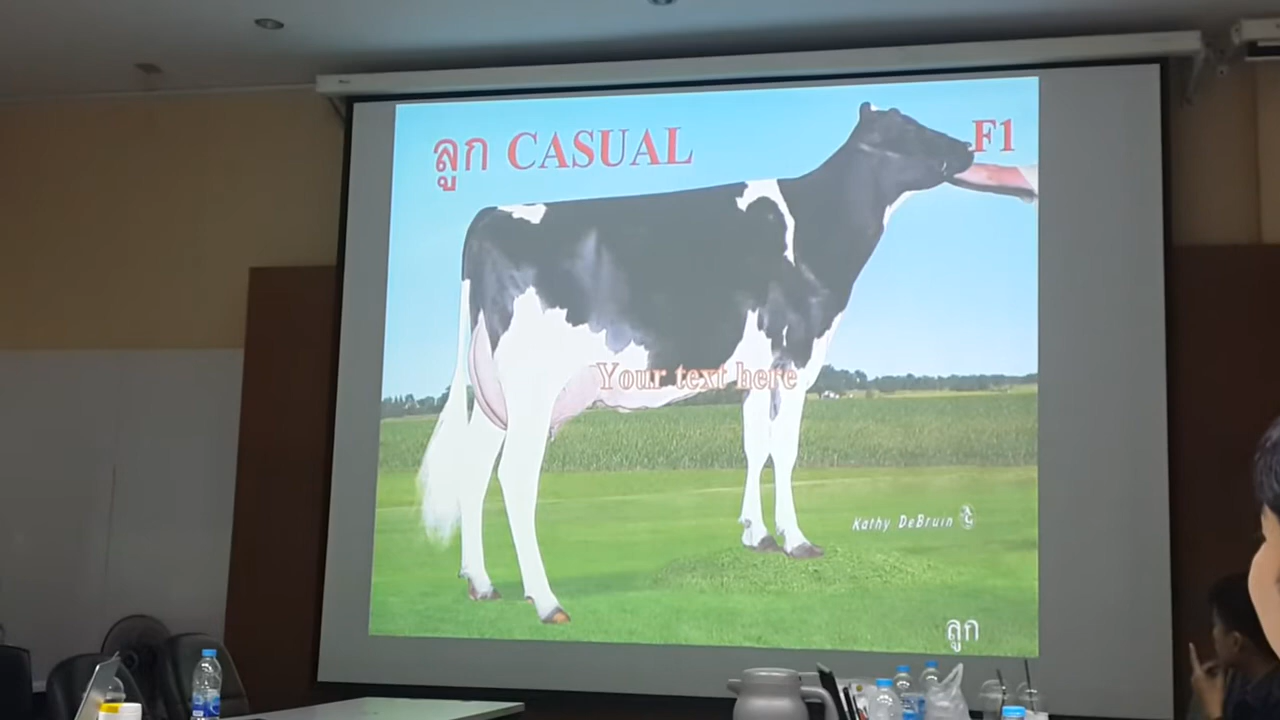 ลูก CASUAL
F1
Your text here
Kathy DeBruin
ลูก